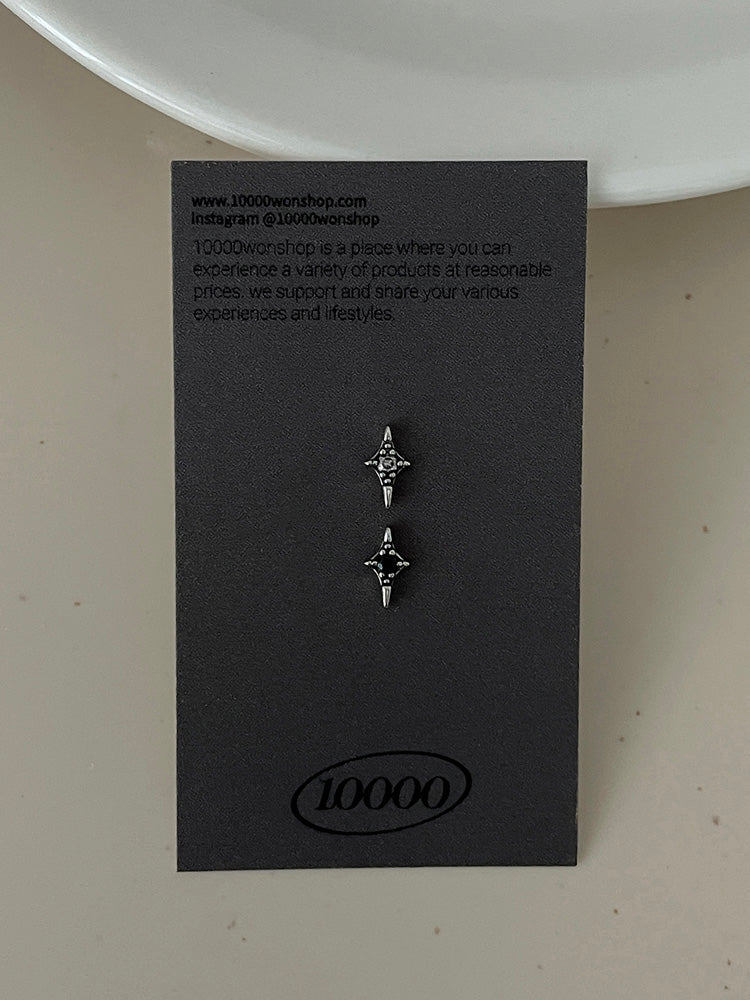 www.10000wonshop.com
Instagram @10000wonshop
10000wonshop is a place where you can
experience a variety of products at reasonable
prices. we support and share your various
experiences and lifestyles.
10000